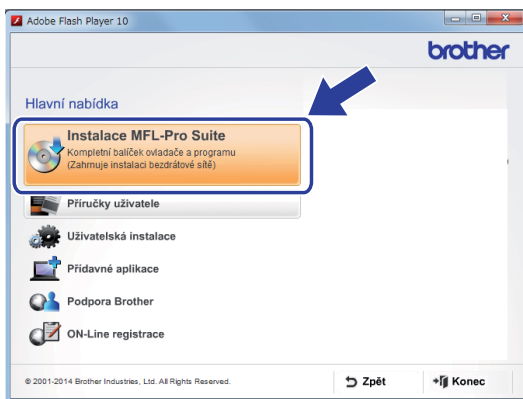 Adobe Flash Player 10
brother
Hlavní nabídka
Instalace MFL-Pro Suite
Kompletní balíček ovladače a programu
(Zahrnuje instalaci bezdrátové sítě)
Příručky uživatele
Uživatelská instalace
Přídavné aplikace
Podpora Brother
ON-Line registrace
© 2001-2014 Brother Industries, Ltd. All Rights Reserved.
Zpět
Konec